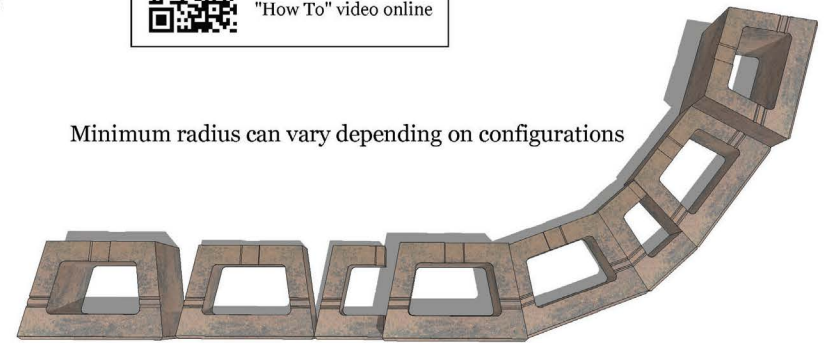 "How To" video online
Minimum radius can vary depending on configurations